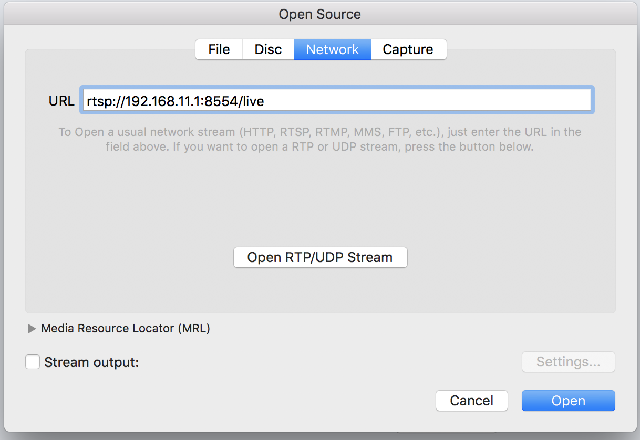 Open Source
File Disc Network Capture
URL rtsp://192.168.11.1:8554/live
To Open a usual network stream (HTTP, RTSP, RTMP, MMS, FTP, etc.), just enter the URL in the
field above. If you want to open a RTP or UDP stream, press the button below.
Open RTP/UDP Stream
Media Resource Locator (MRL)
Stream output: Settings...
Cancel Open